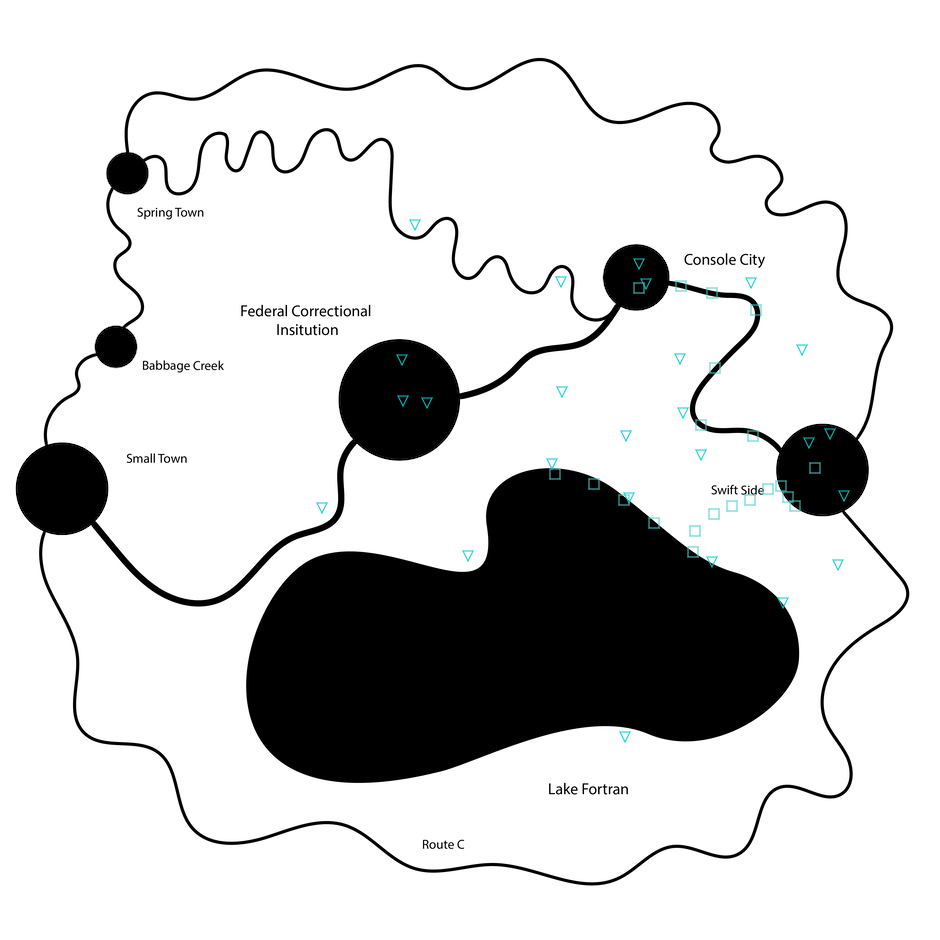 Spring Town
Console City
Federal Correctional
Insitution
Babbage Creek
Small Town
Swift Side
Lake Fortran
Route C